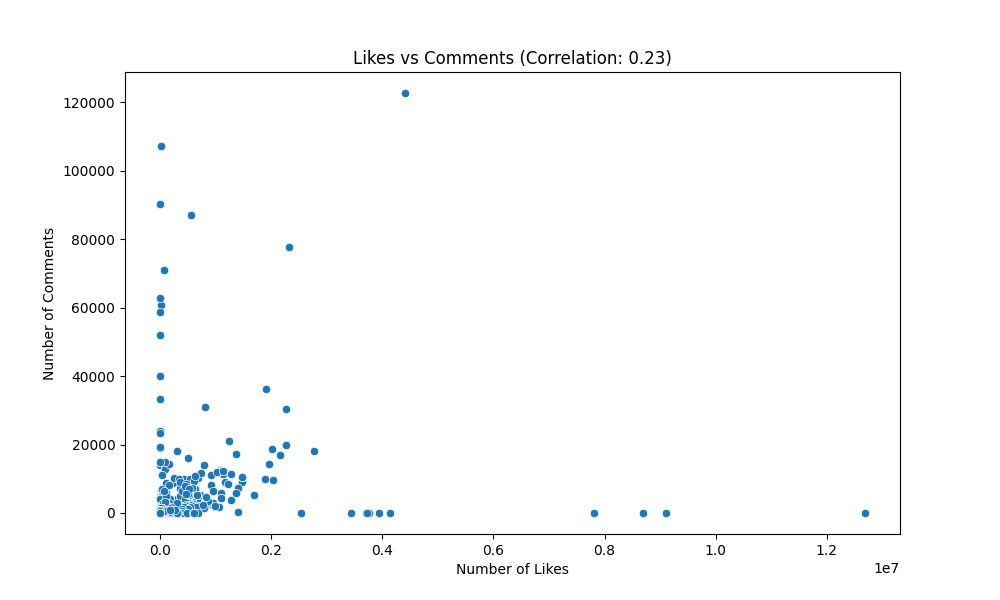 Likes vs Comments (Correlation: 0.23)
120000
100000
80000
60000
40000
20000
0
Number of Comments
0.0 0.2 0.4 0.6 0.8 1.0 1.2
1e7
Number of Likes